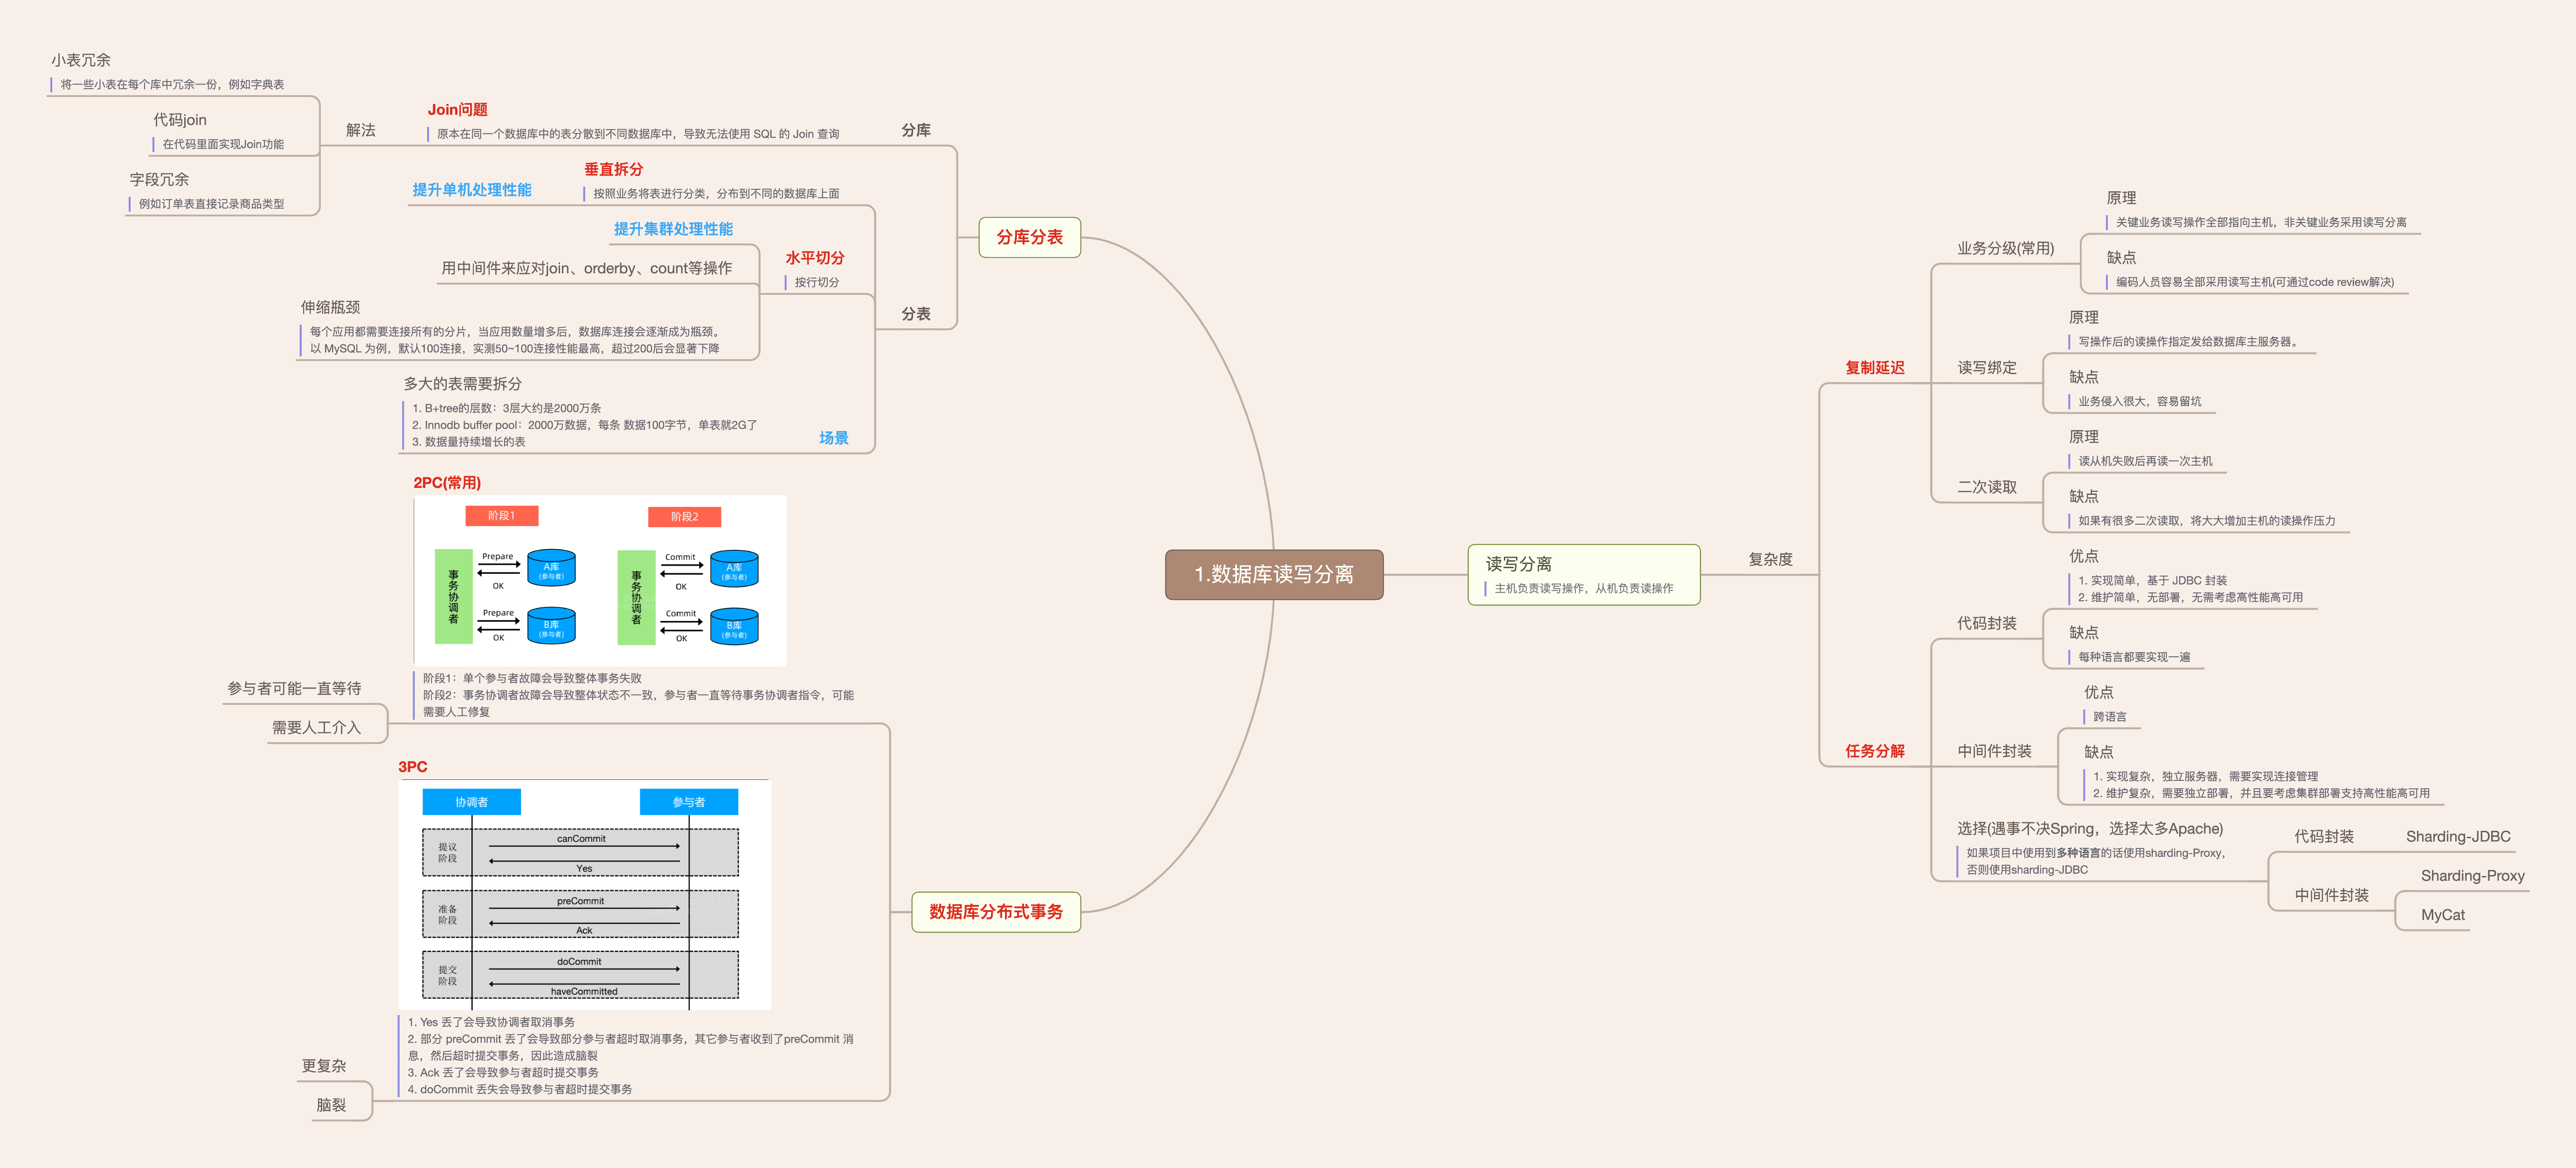 1.数据库读写分离
读写分离
主机负责读写操作，从机负责读操作
复杂度
复制延迟
业务分级(常用)
原理
关键业务读写操作全部指向主机，非关键业务采用读写分离
缺点
编码人员容易全部采用读写主机(可通过code review解决)
读写绑定
原理
写操作后的读操作指定发给数据库主服务器。
缺点
业务侵入很大，容易留坑
二次读取
原理
读从机失败后再读一次主机
缺点
如果有很多二次读取，将大大增加主机的读操作压力
任务分解
代码封装
优点
1. 实现简单，基于 JDBC 封装
2. 维护简单，无部署，无需考虑高性能高可用
缺点
每种语言都要实现一遍
中间件封装
优点
跨语言
缺点
1. 实现复杂，独立服务器，需要实现连接管理
2. 维护复杂，需要独立部署，并且要考虑集群部署支持高性能高可用
选择(遇事不决Spring，选择太多Apache)
如果项目中使用到多种语言的话使用sharding-Proxy，
否则使用sharding-JDBC
代码封装
Sharding-JDBC
中间件封装
Sharding-Proxy
MyCat
分库分表
分库
Join问题
原本在同一个数据库中的表分散到不同数据库中，导致无法使用 SQL 的 Join 查询
解法
小表冗余
将一些小表在每个库中冗余一份，例如字典表
代码join
在代码里面实现Join功能
字段冗余
例如订单表直接记录商品类型
分表
垂直拆分
按照业务将表进行分类，分布到不同的数据库上面
提升单机处理性能
水平切分
按行切分
提升集群处理性能
用中间件来应对join、orderby、count等操作
伸缩瓶颈
每个应用都需要连接所有的分片，当应用数量增多后，数据库连接会逐渐成为瓶颈。
以 MySQL 为例，默认100连接，实测50~100连接性能最高，超过200后会显著下降
场景
多大的表需要拆分
1. B+tree的层数：3层大约是2000万条
2. Innodb buffer pool：2000万数据，每条 数据100字节，单表就2G了
3. 数据量持续增长的表
数据库分布式事务
2PC(常用)
阶段1
阶段2
事务协调者
Prepare
OK
A库
(参与者)
Prepare
OK
B库
(参与者)
事务协调者
Commit
OK
A库
(参与者)
Commit
OK
B库
(参与者)
阶段1：单个参与者故障会导致整体事务失败
阶段2：事务协调者故障会导致整体状态不一致，参与者一直等待事务协调者指令，可能
需要人工修复
参与者可能一直等待
需要人工介入
3PC
协调者
参与者
提议
阶段
canCommit
Yes
准备
阶段
preCommit
Ack
提交
阶段
doCommit
haveCommitted
1. Yes 丢了会导致协调者取消事务
2. 部分 preCommit 丢了会导致部分参与者超时取消事务，其它参与者收到了preCommit 消
息，然后超时提交事务，因此造成脑裂
3. Ack 丢了会导致参与者超时提交事务
4. doCommit 丢失会导致参与者超时提交事务
更复杂
脑裂